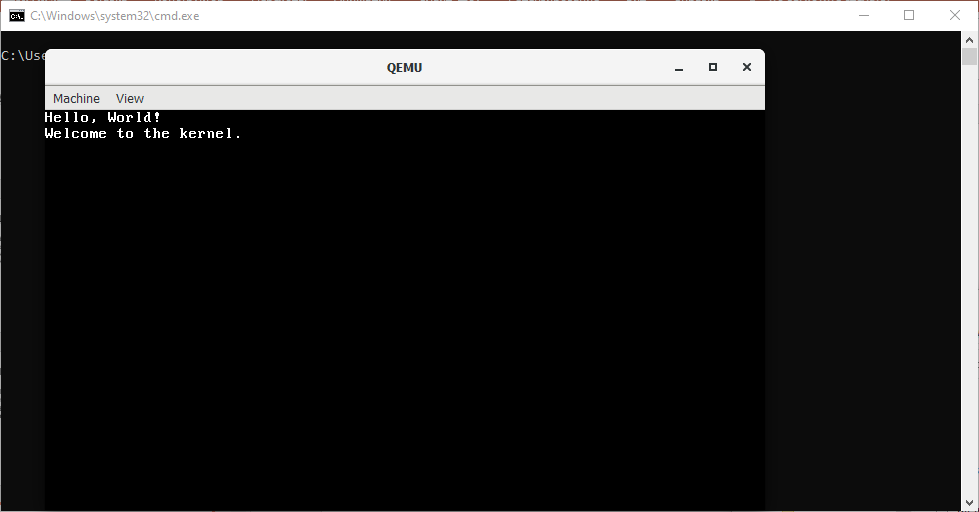 C:\Windows\system32\cmd.exe
C:\Use
QEMU
Machine View
Hello, World!
Welcome to the kernel.